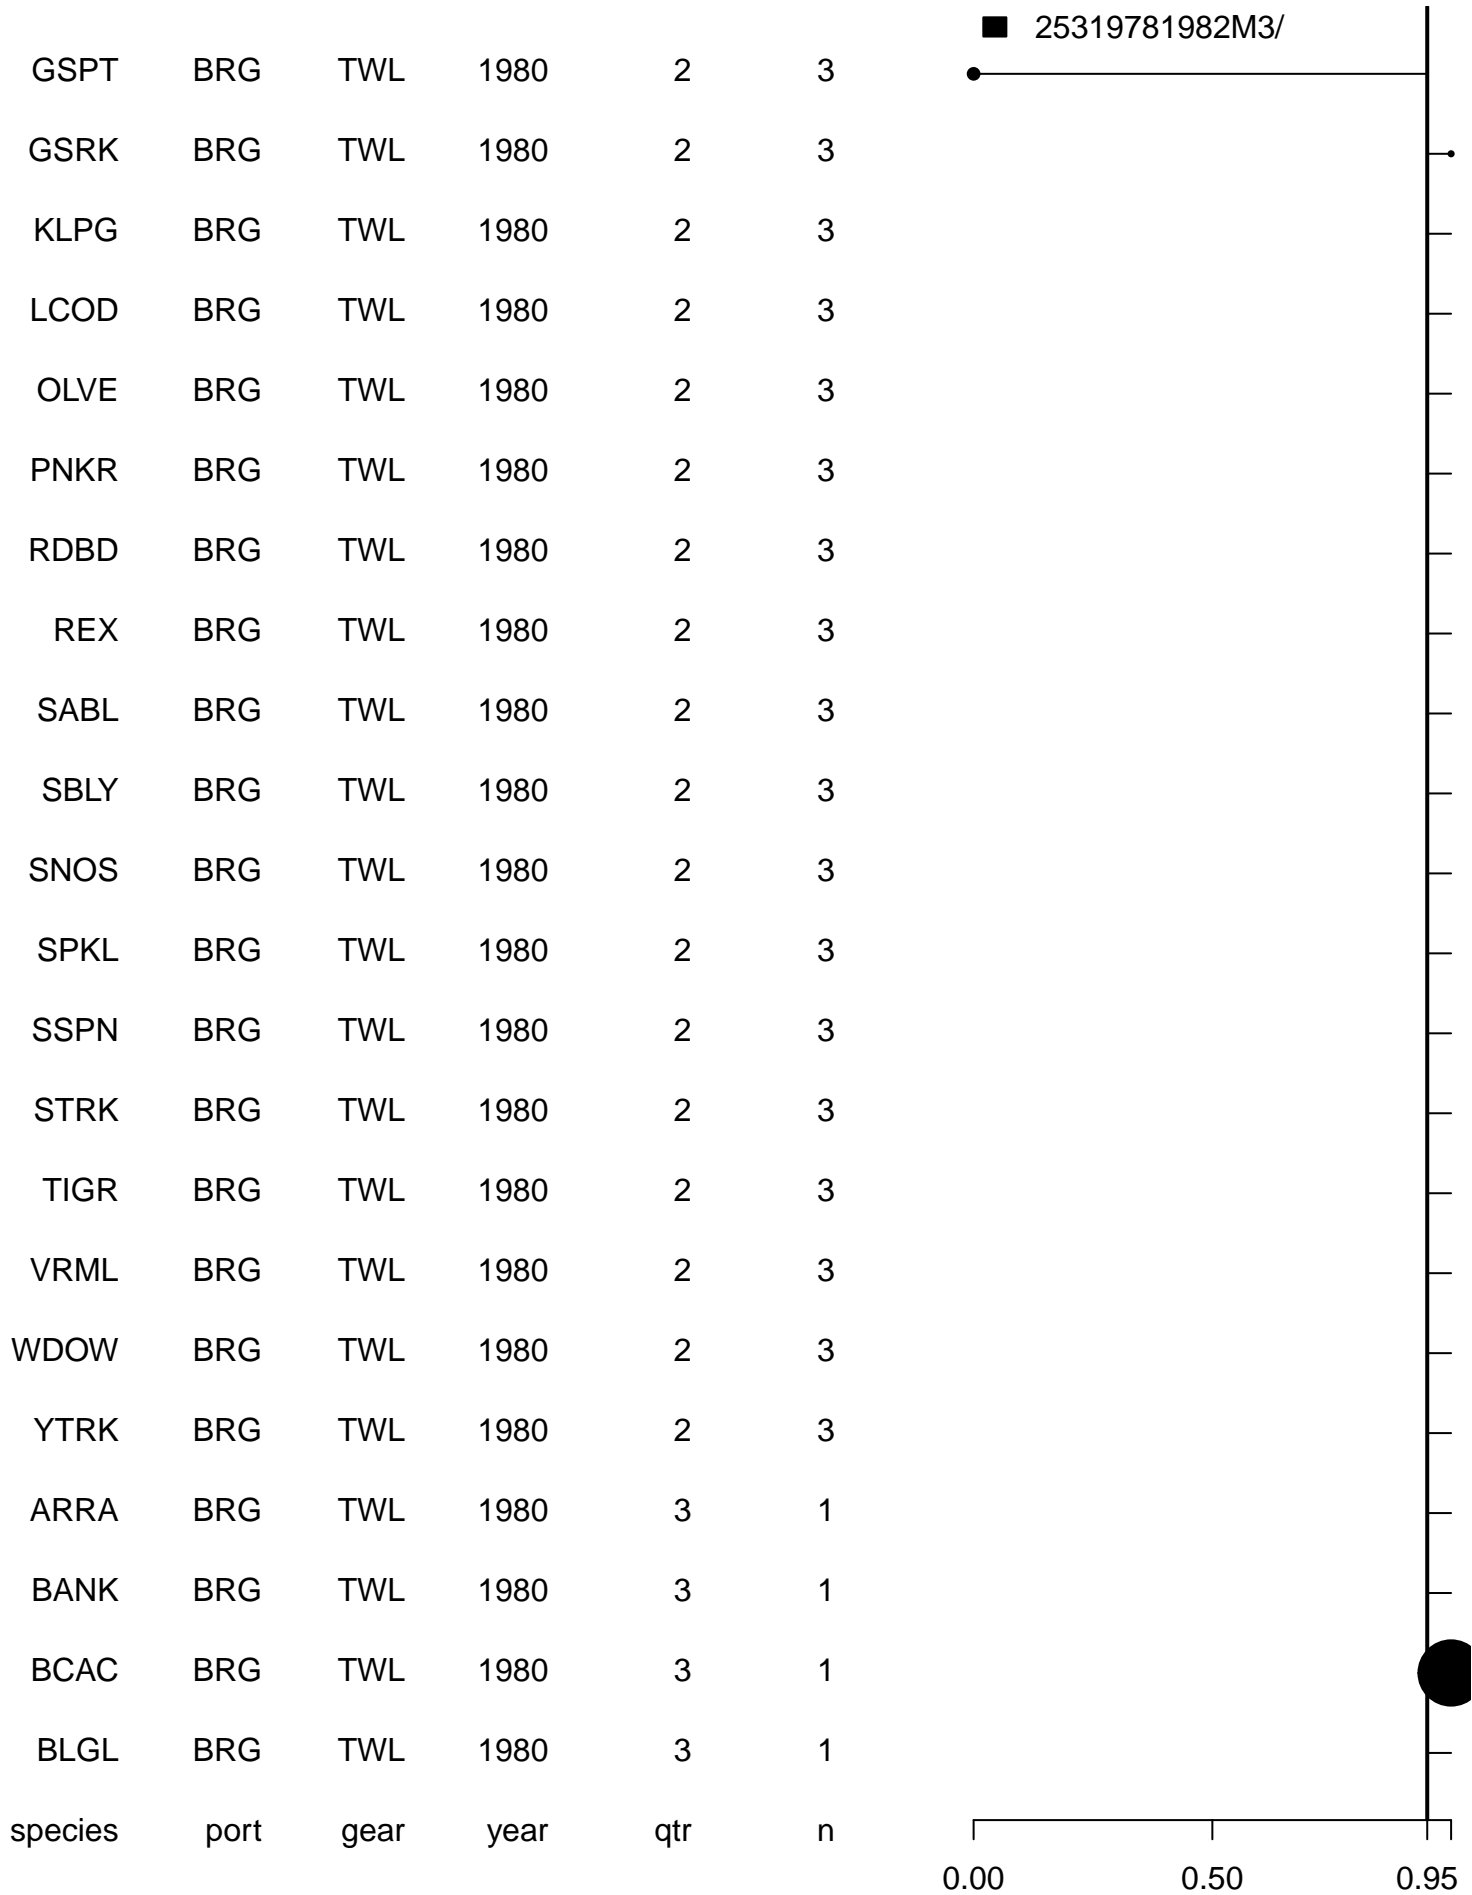 25319781982M3/
GSPT BRG TWL 1980 2 3
GSRK BRG TWL 1980 2 3
KLPG BRG TWL 1980 2 3
LCOD BRG TWL 1980 2 3
OLVE BRG TWL 1980 2 3
PNKR BRG TWL 1980 2 3
RDBD BRG TWL 1980 2 3
REX BRG TWL 1980 2 3
SABL BRG TWL 1980 2 3
SBLY BRG TWL 1980 2 3
SNOS BRG TWL 1980 2 3
SPKL BRG TWL 1980 2 3
SSPN BRG TWL 1980 2 3
STRK BRG TWL 1980 2 3
TIGR BRG TWL 1980 2 3
VRML BRG TWL 1980 2 3
WDOW BRG TWL 1980 2 3
YTRK BRG TWL 1980 2 3
ARRA BRG TWL 1980 3 1
BANK BRG TWL 1980 3 1
BCAC BRG TWL 1980 3 1
BLGL BRG TWL 1980 3 1
species port gear year qtr n
0.00 0.50 0.95